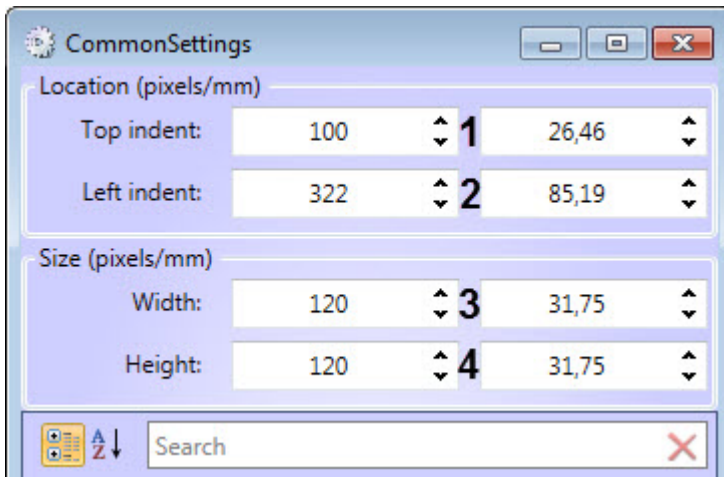 CommonSettings
Location (pixels/mm)
Top indent: 100 1 26,46
Left indent: 322 2 85,19
Size (pixels/mm)
Width: 120 3 31,75
Height: 120 4 31,75
A
Z Search